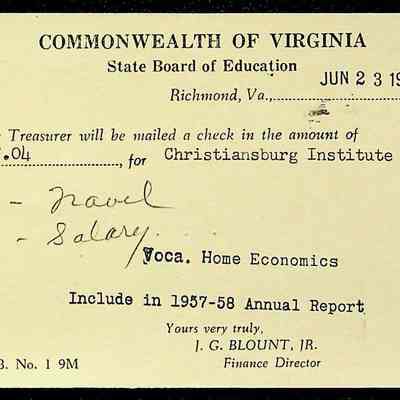 COMMONWEALTH OF VIRGINIA
State Board of Education
JUN 23 19
Richmond, Va.,
Treasurer will be mailed a check in the amount of
.04, for Christiansburg Institute
- Travel
- Salary
Voca. Home Economics
Include in 1957-58 Annual Report
Yours very truly,
J. G. BLOUNT, JR.
Finance Director
B. No. 1 9M